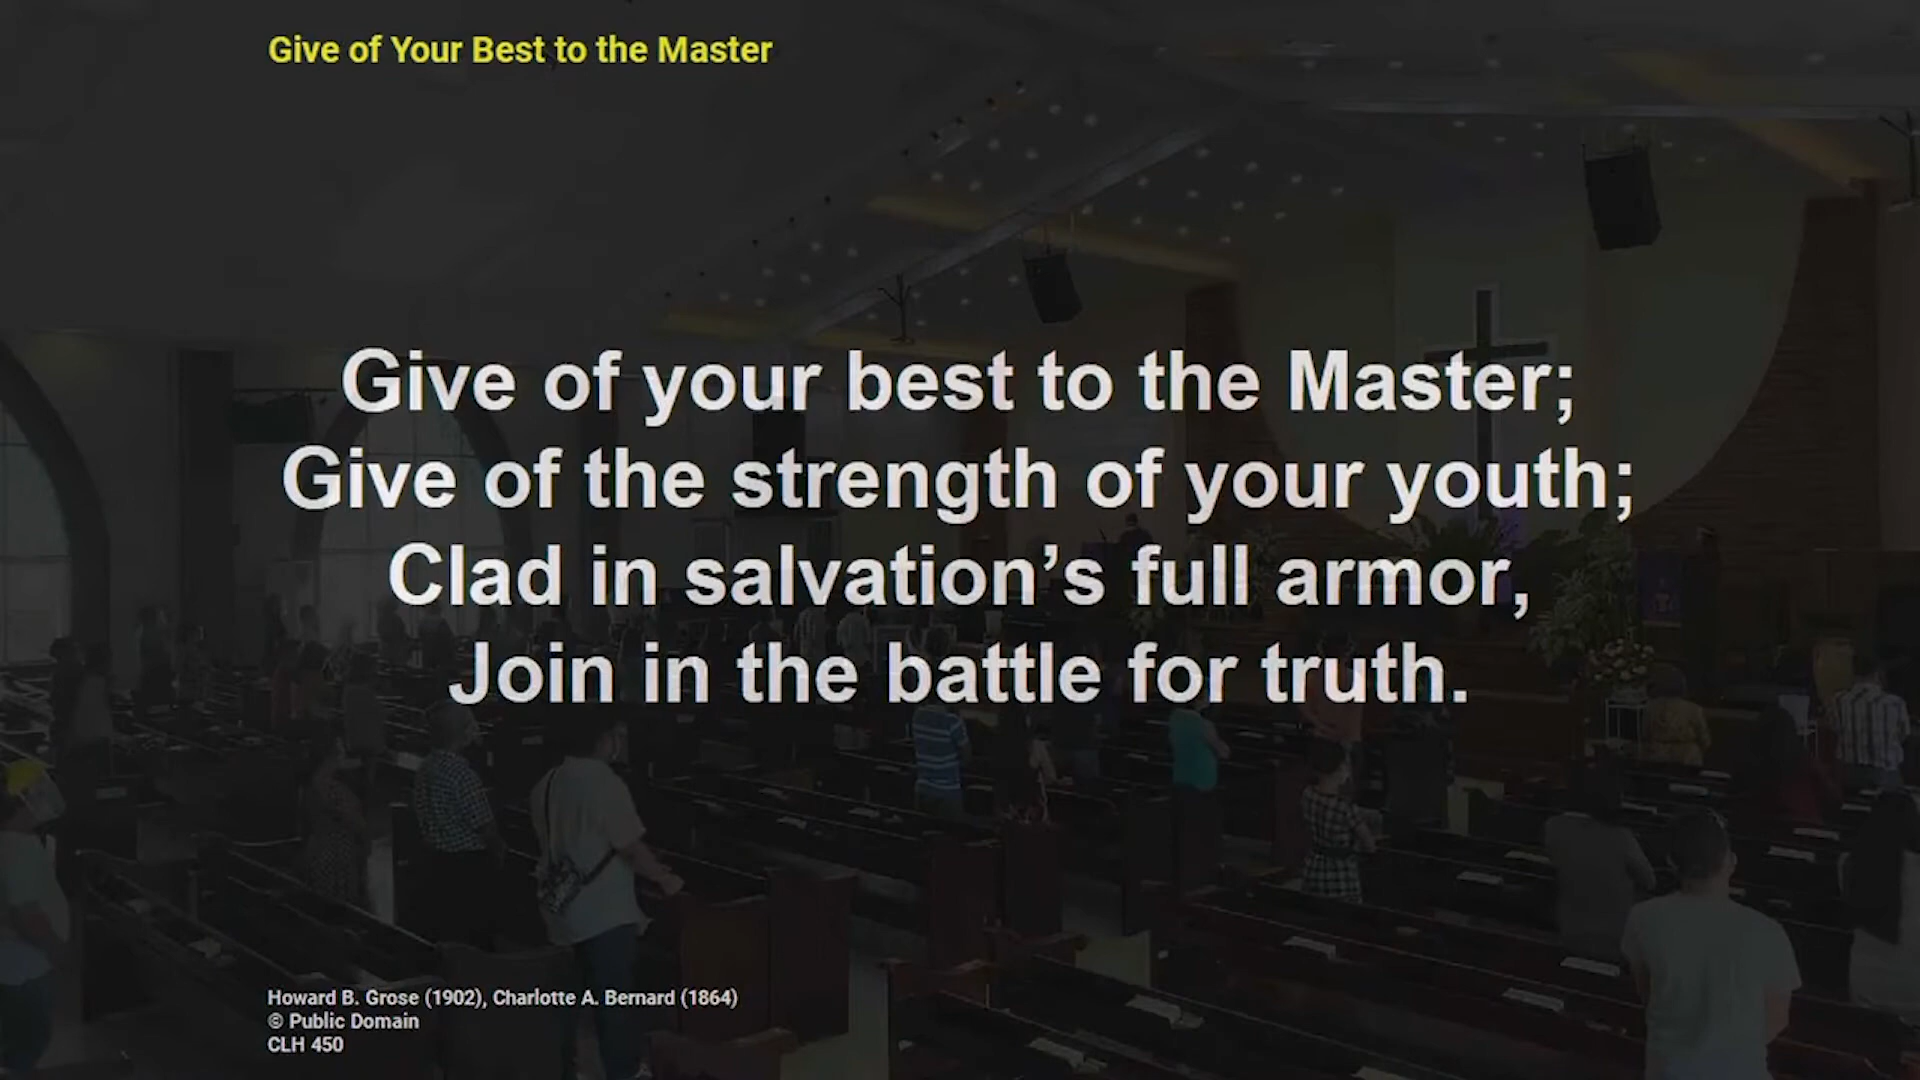 Give of Your Best to the Master
Give of your best to the Master;
Give of the strength of your youth;
Clad in salvation’s full armor,
Join in the battle for truth.
Howard B. Grose (1902), Charlotte A. Bernard (1864)
© Public Domain
CLH 450